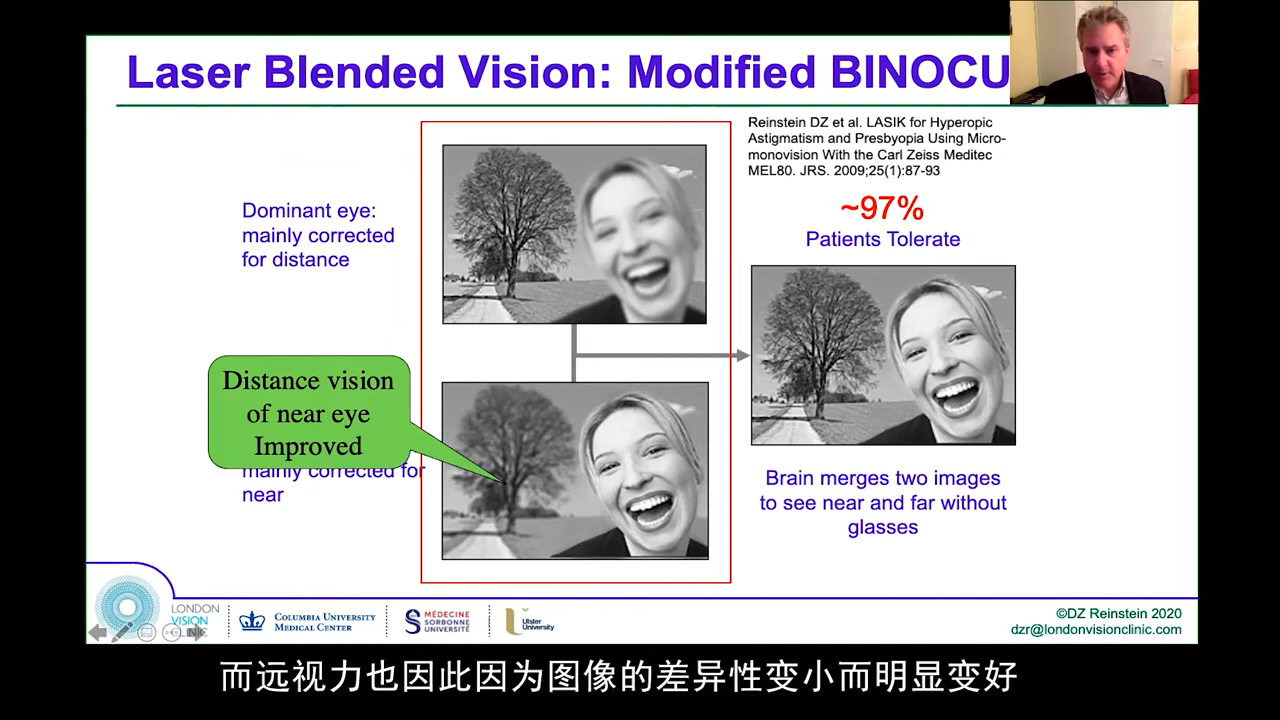 Laser Blended Vision: Modified BINOCU
Reinstein DZ et al. LASIK for Hyperopic
Astigmatism and Presbyopia Using Micro-
monovision With the Carl Zeiss Meditec
MEL80. JRS. 2009;25(1):87-93
~97%
Patients Tolerate
Dominant eye:
mainly corrected
for distance
Distance vision
of near eye
Improved
mainly corrected for
near
Brain merges two images
to see near and far without
glasses
LONDON
VISION
CLINIC
COLUMBIA UNIVERSITY
MEDICAL CENTER
MÉDECINE
SORBONNE
UNIVERSITÉ
Ulster
University
©DZ Reinstein 2020
dzr@londonvisionclinic.com
而远视力也因此因为图像的差异性变小而明显变好